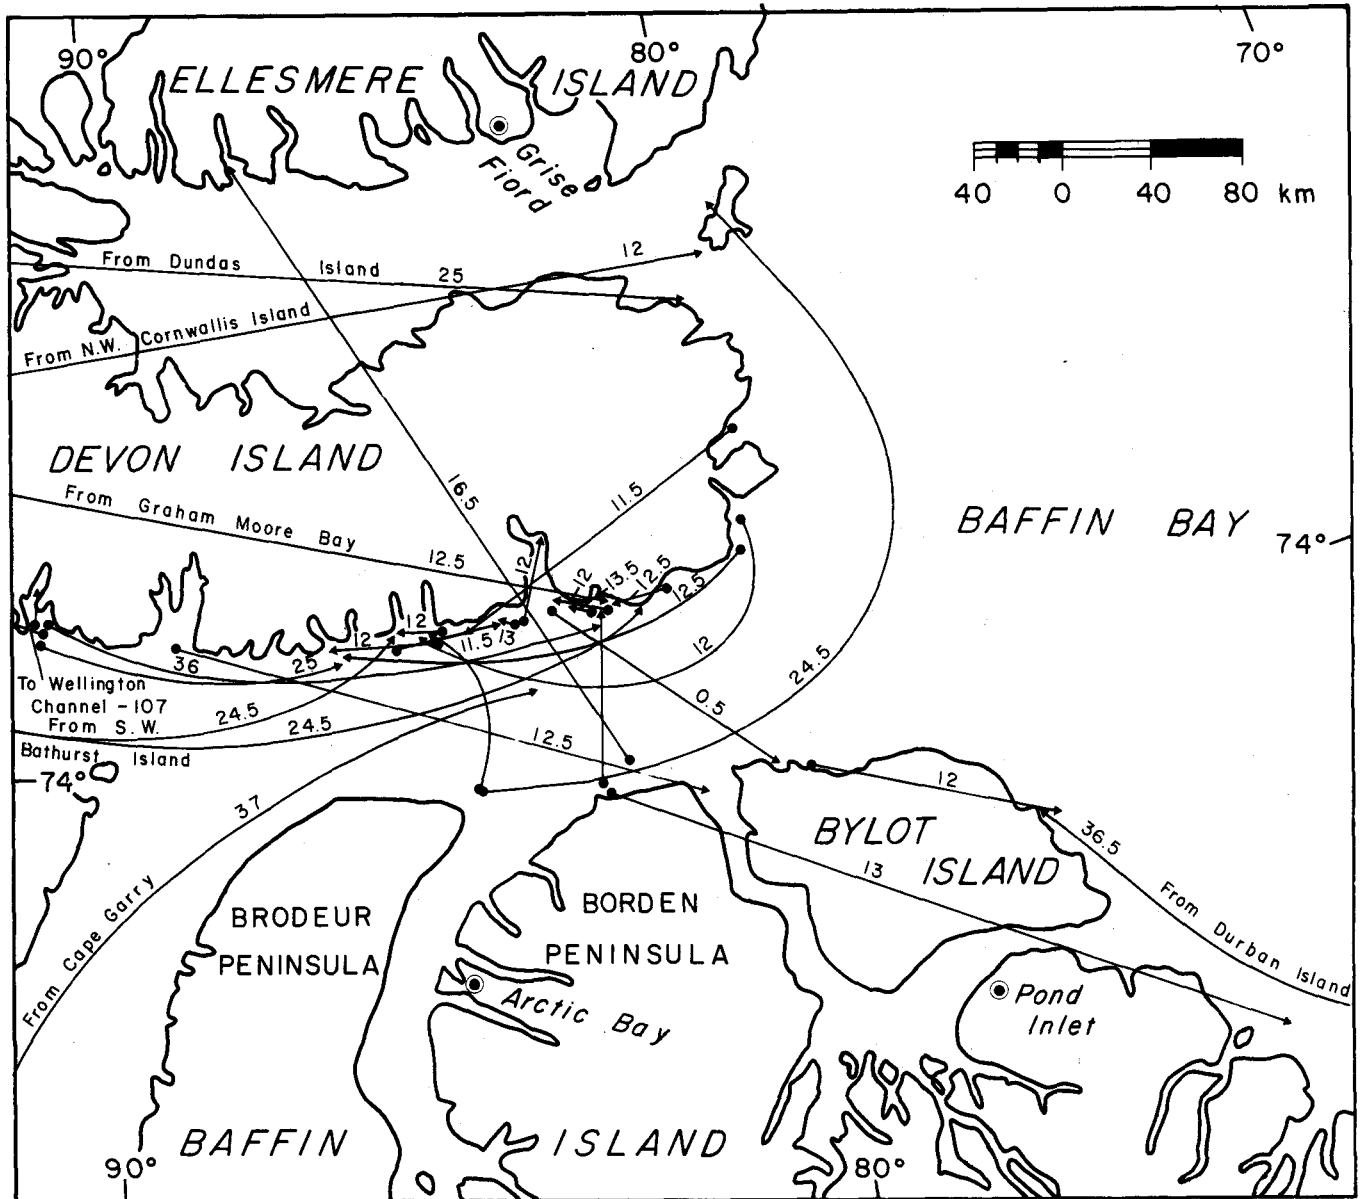 90°
80°
70°
ELLESMERE ISLAND
Grise
Fiord
40 0 40 80 km
From Dundas Island 25
12
From N.W. Cornwallis Island
DEVON ISLAND
From Graham Moore Bay 12.5
16.5
11.5
BAFFIN BAY
74°
12
12
13.5
12.5
12.5
12
12
11.5
13
12
24.5
36
25
0.5
To Wellington
Channel - 107
From S.W.
Bathurst Island
24.5
24.5
12.5
74°
37
From Cape Garry
12
36.5
From Durban Island
BYLOT
ISLAND
13
BRODEUR
PENINSULA
BORDEN
PENINSULA
Arctic Bay
Pond
Inlet
BAFFIN ISLAND
90°
80°